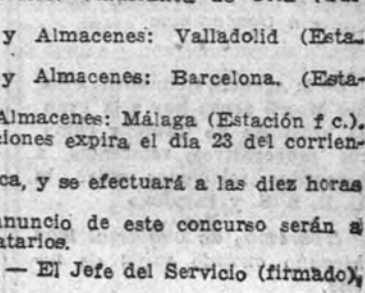 y Almacenes: Valladolid (Esta-
y Almacenes: Barcelona. (Esta-
Almacenes: Málaga (Estación f c.).
ciones expira el día 23 del corrien-
ca, y se efectuará a las diez horas
anuncio de este concurso serán a
atarios.
— El Jefe del Servicio (firmado),